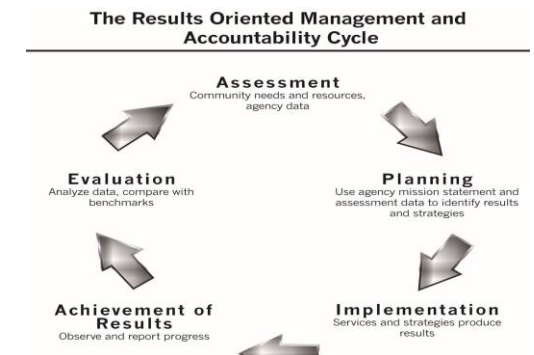 The Results Oriented Management and
Accountability Cycle
Assessment
Community needs and resources,
agency data
Planning
Use agency mission statement and
assessment data to identify results
and strategies
Implementation
Services and strategies produce
results
Achievement of
Results
Observe and report progress
Evaluation
Analyze data, compare with
benchmarks